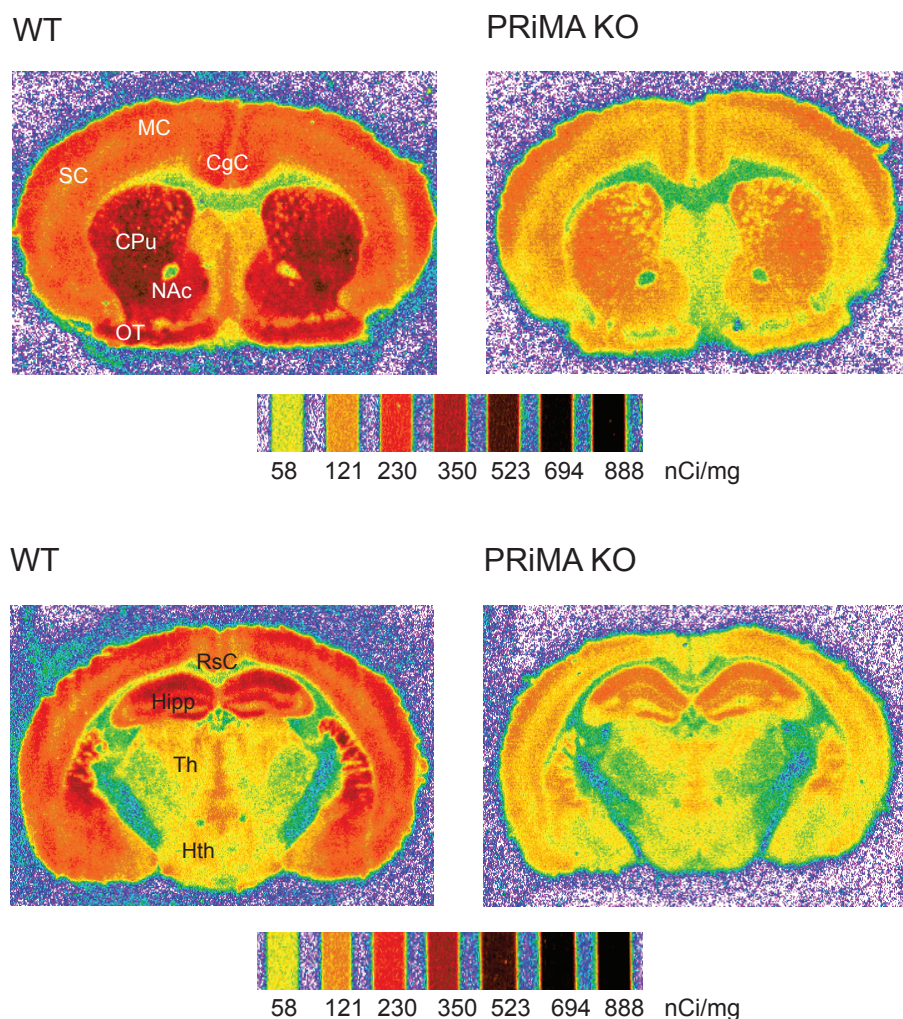 WT PRiMA KO
MC
CgC
SC
CPu
NAc
OT
58 121 230 350 523 694 888 nCi/mg
WT PRiMA KO
RsC
Hipp
Th
Hth
58 121 230 350 523 694 888 nCi/mg